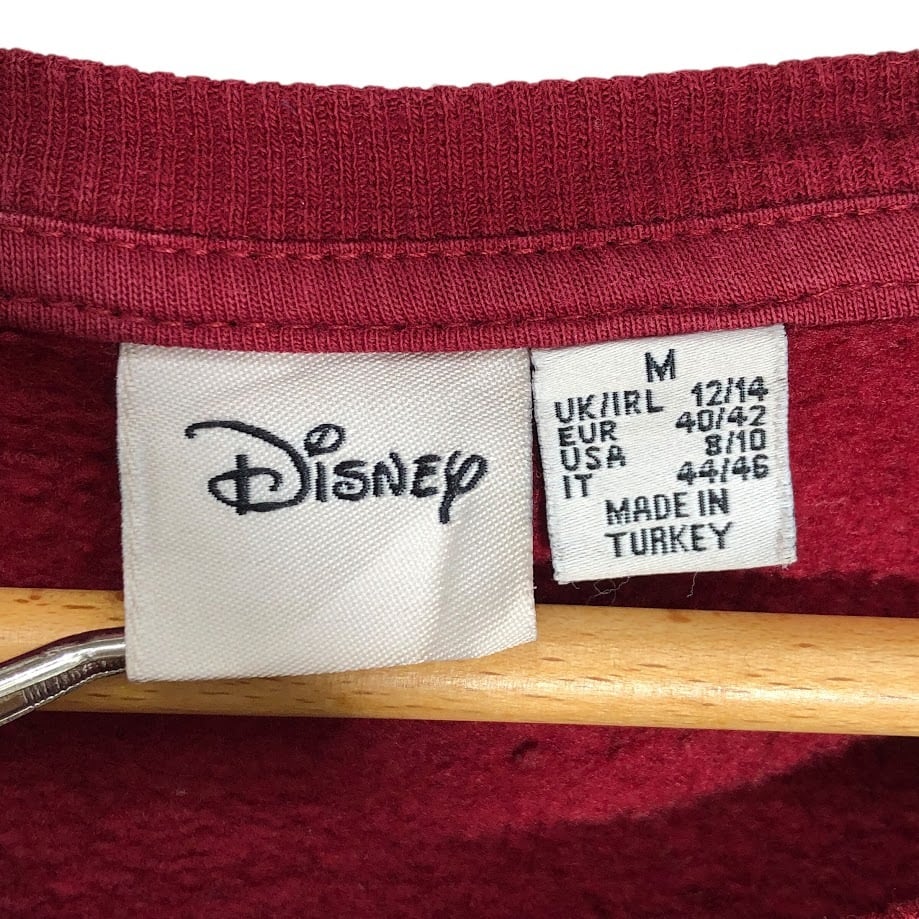 Disney
M
UK/IRL 12/14
EUR 40/42
USA 8/10
IT 44/46
MADE IN
TURKEY